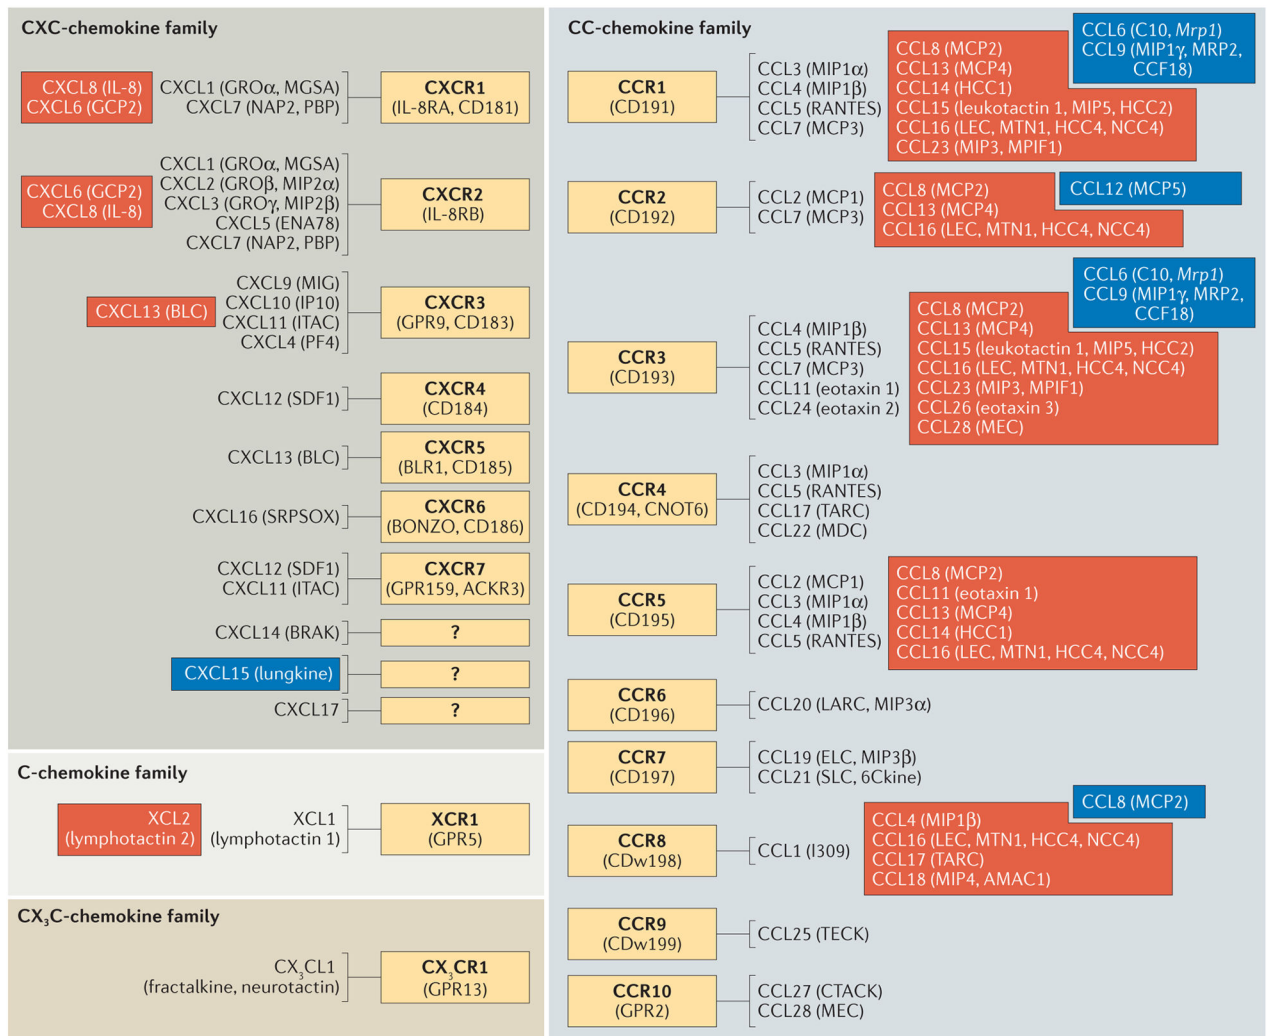 CXC-chemokine family
CXCL8 (IL-8)
CXCL6 (GCP2)
CXCL1 (GROα, MGSA)
CXCL7 (NAP2, PBP)
CXCR1
(IL-8RA, CD181)
CXCL6 (GCP2)
CXCL8 (IL-8)
CXCL1 (GROα, MGSA)
CXCL2 (GROβ, MIP2α)
CXCL3 (GROγ, MIP2β)
CXCL5 (ENA78)
CXCL7 (NAP2, PBP)
CXCR2
(IL-8RB)
CXCL13 (BLC)
CXCL9 (MIG)
CXCL10 (IP10)
CXCL11 (ITAC)
CXCL4 (PF4)
CXCR3
(GPR9, CD183)
CXCL12 (SDF1)
CXCR4
(CD184)
CXCL13 (BLC)
CXCR5
(BLR1, CD185)
CXCL16 (SRPSOX)
CXCR6
(BONZO, CD186)
CXCL12 (SDF1)
CXCL11 (ITAC)
CXCR7
(GPR159, ACKR3)
CXCL14 (BRAK)
?
CXCL15 (lungkine)
?
CXCL17
?
C-chemokine family
XCL2
(lymphotactin 2)
XCL1
(lymphotactin 1)
XCR1
(GPR5)
CX₃C-chemokine family
CX₃CL1
(fractalkine, neurotactin)
CX₃CR1
(GPR13)
CC-chemokine family
CCR1
(CD191)
CCL3 (MIP1α)
CCL4 (MIP1β)
CCL5 (RANTES)
CCL7 (MCP3)
CCL8 (MCP2)
CCL13 (MCP4)
CCL14 (HCC1)
CCL15 (leukotactin 1, MIP5, HCC2)
CCL16 (LEC, MTN1, HCC4, NCC4)
CCL23 (MIP3, MPIF1)
CCL6 (C10, Mrp1)
CCL9 (MIP1γ, MRP2,
CCF18)
CCR2
(CD192)
CCL2 (MCP1)
CCL7 (MCP3)
CCL8 (MCP2)
CCL13 (MCP4)
CCL16 (LEC, MTN1, HCC4, NCC4)
CCL12 (MCP5)
CCR3
(CD193)
CCL4 (MIP1β)
CCL5 (RANTES)
CCL7 (MCP3)
CCL11 (eotaxin 1)
CCL24 (eotaxin 2)
CCL8 (MCP2)
CCL13 (MCP4)
CCL15 (leukotactin 1, MIP5, HCC2)
CCL16 (LEC, MTN1, HCC4, NCC4)
CCL23 (MIP3, MPIF1)
CCL26 (eotaxin 3)
CCL28 (MEC)
CCL6 (C10, Mrp1)
CCL9 (MIP1γ, MRP2,
CCF18)
CCR4
(CD194, CNOT6)
CCL3 (MIP1α)
CCL5 (RANTES)
CCL17 (TARC)
CCL22 (MDC)
CCR5
(CD195)
CCL2 (MCP1)
CCL3 (MIP1α)
CCL4 (MIP1β)
CCL5 (RANTES)
CCL8 (MCP2)
CCL11 (eotaxin 1)
CCL13 (MCP4)
CCL14 (HCC1)
CCL16 (LEC, MTN1, HCC4, NCC4)
CCR6
(CD196)
CCL20 (LARC, MIP3α)
CCR7
(CD197)
CCL19 (ELC, MIP3β)
CCL21 (SLC, 6Ckine)
CCR8
(CDw198)
CCL1 (I309)
CCL4 (MIP1β)
CCL16 (LEC, MTN1, HCC4, NCC4)
CCL17 (TARC)
CCL18 (MIP4, AMAC1)
CCL8 (MCP2)
CCR9
(CDw199)
CCL25 (TECK)
CCR10
(GPR2)
CCL27 (CTACK)
CCL28 (MEC)